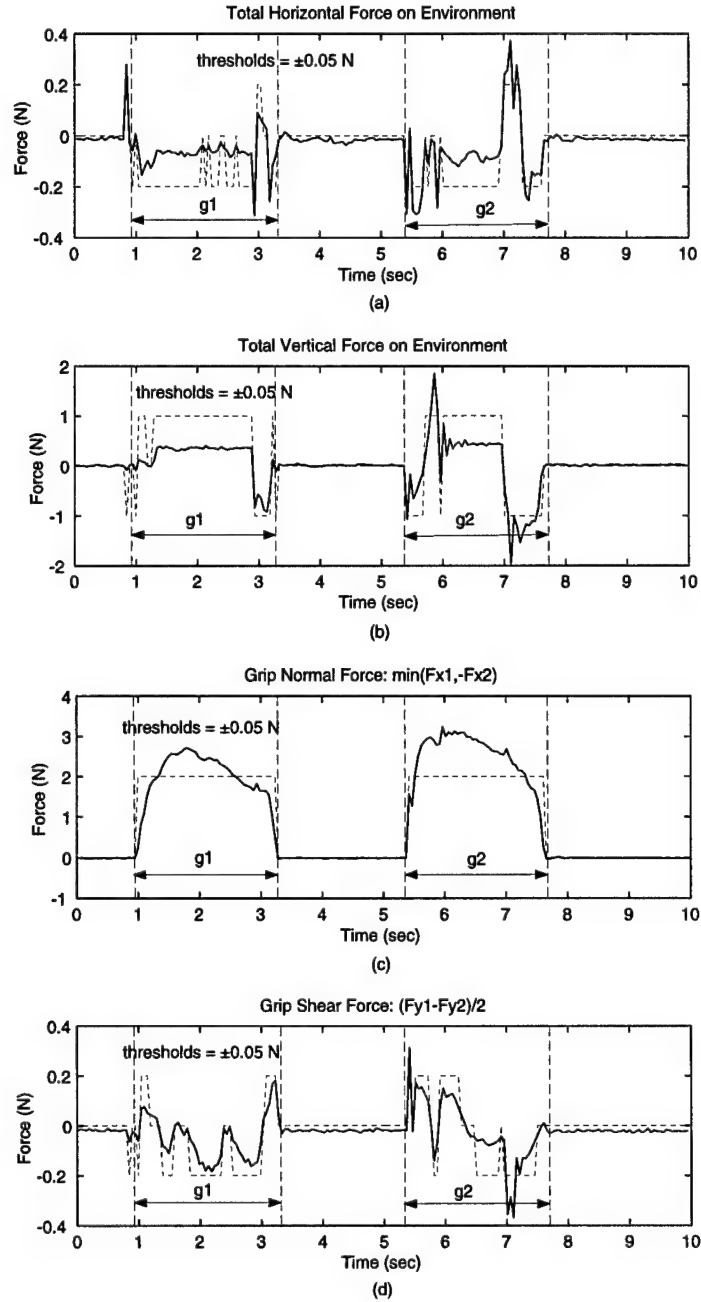 Total Horizontal Force on Environment
0.4
0.2
0
-0.2
-0.4
Force (N)
thresholds = ±0.05 N
g1
g2
0 1 2 3 4 5 6 7 8 9 10
Time (sec)
(a)
Total Vertical Force on Environment
2
1
0
-1
-2
Force (N)
thresholds = ±0.05 N
g1
g2
0 1 2 3 4 5 6 7 8 9 10
Time (sec)
(b)
Grip Normal Force: min(Fx1,-Fx2)
4
3
2
1
0
-1
Force (N)
thresholds = ±0.05 N
g1
g2
0 1 2 3 4 5 6 7 8 9 10
Time (sec)
(c)
Grip Shear Force: (Fy1-Fy2)/2
0.4
0.2
0
-0.2
-0.4
Force (N)
thresholds = ±0.05 N
g1
g2
0 1 2 3 4 5 6 7 8 9 10
Time (sec)
(d)